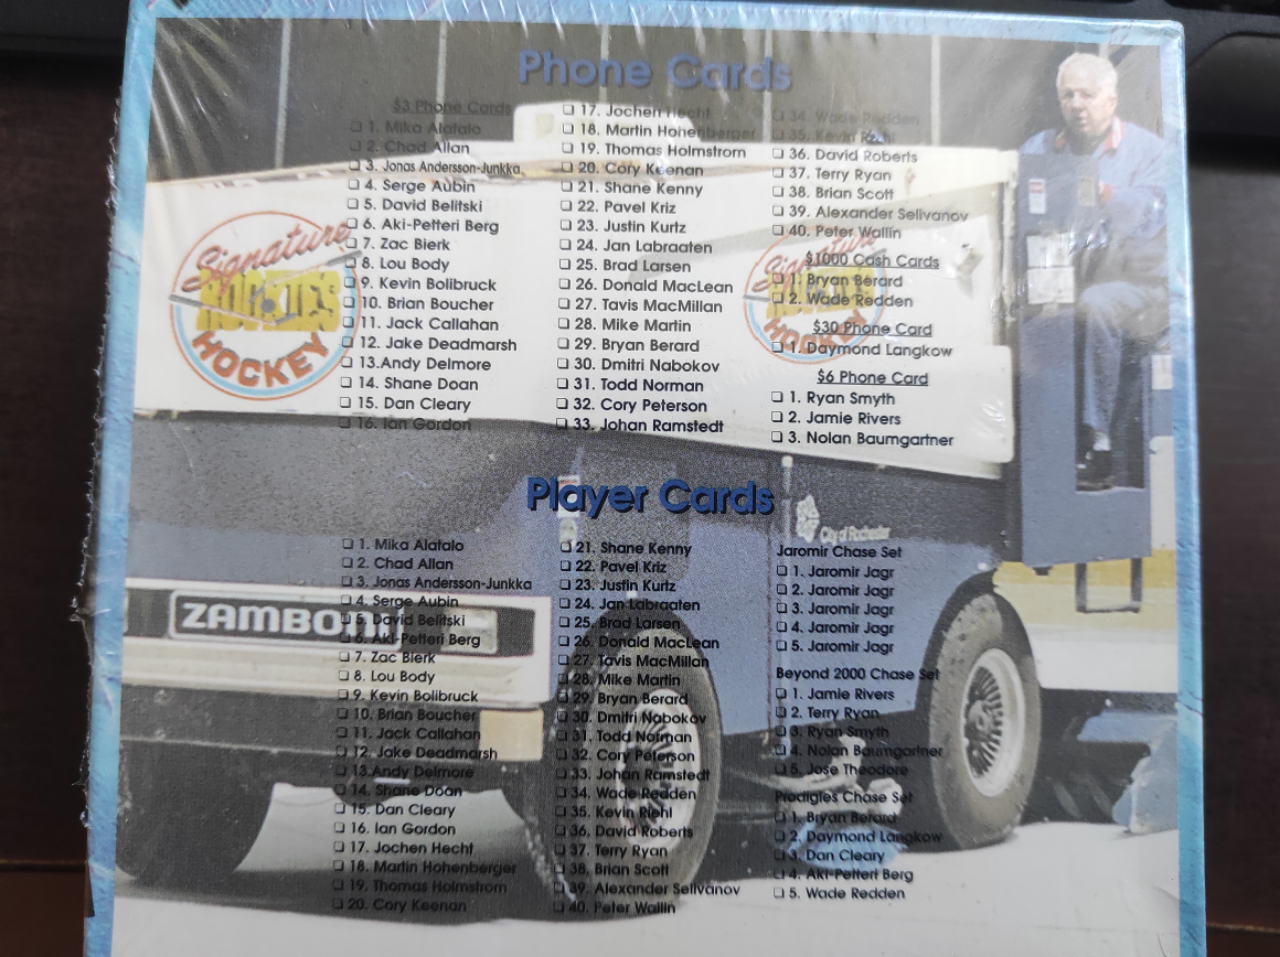 Phone Cards
$3 Phone Cards
❏ 1. Mika Alatalo
❏ 2. Chad Allan
❏ 3. Jonas Andersson-Junkka
❏ 4. Serge Aubin
❏ 5. David Belitski
❏ 6. Aki-Petteri Berg
❏ 7. Zac Bierk
❏ 8. Lou Body
❏ 9. Kevin Bolibruck
❏ 10. Brian Boucher
❏ 11. Jack Callahan
❏ 12. Jake Deadmarsh
❏ 13.Andy Delmore
❏ 14. Shane Doan
❏ 15. Dan Cleary
❏ 16. Ian Gordon
❏ 17. Jochen Hecht
❏ 18. Martin Hohenberger
❏ 19. Thomas Holmstrom
❏ 20. Cory Keenan
❏ 21. Shane Kenny
❏ 22. Pavel Kriz
❏ 23. Justin Kurtz
❏ 24. Jan Labraaten
❏ 25. Brad Larsen
❏ 26. Donald MacLean
❏ 27. Tavis MacMillan
❏ 28. Mike Martin
❏ 29. Bryan Berard
❏ 30. Dmitri Nabokov
❏ 31. Todd Norman
❏ 32. Cory Peterson
❏ 33. Johan Ramstedt
❏ 34. Wade Redden
❏ 35. Kevin Riehl
❏ 36. David Roberts
❏ 37. Terry Ryan
❏ 38. Brian Scott
❏ 39. Alexander Selivanov
❏ 40. Peter Wallin
$1000 Cash Cards
❏ 1. Bryan Berard
❏ 2. Wade Redden
$30 Phone Card
❏ 1. Daymond Langkow
$6 Phone Card
❏ 1. Ryan Smyth
❏ 2. Jamie Rivers
❏ 3. Nolan Baumgartner
Signature
ROOKIES
HOCKEY
Signature
ROOKIES
HOCKEY
Player Cards
City of Rochester
ZAMBO
❏ 1. Mika Alatalo
❏ 2. Chad Allan
❏ 3. Jonas Andersson-Junkka
❏ 4. Serge Aubin
❏ 5. David Belitski
❏ 6. Aki-Petteri Berg
❏ 7. Zac Bierk
❏ 8. Lou Body
❏ 9. Kevin Bolibruck
❏ 10. Brian Boucher
❏ 11. Jack Callahan
❏ 12. Jake Deadmarsh
❏ 13.Andy Delmore
❏ 14. Shane Doan
❏ 15. Dan Cleary
❏ 16. Ian Gordon
❏ 17. Jochen Hecht
❏ 18. Martin Hohenberger
❏ 19. Thomas Holmstrom
❏ 20. Cory Keenan
❏ 21. Shane Kenny
❏ 22. Pavel Kriz
❏ 23. Justin Kurtz
❏ 24. Jan Labraaten
❏ 25. Brad Larsen
❏ 26. Donald MacLean
❏ 27. Tavis MacMillan
❏ 28. Mike Martin
❏ 29. Bryan Berard
❏ 30. Dmitri Nabokov
❏ 31. Todd Norman
❏ 32. Cory Peterson
❏ 33. Johan Ramstedt
❏ 34. Wade Redden
❏ 35. Kevin Riehl
❏ 36. David Roberts
❏ 37. Terry Ryan
❏ 38. Brian Scott
❏ 39. Alexander Selivanov
❏ 40. Peter Wallin
Jaromir Chase Set
❏ 1. Jaromir Jagr
❏ 2. Jaromir Jagr
❏ 3. Jaromir Jagr
❏ 4. Jaromir Jagr
❏ 5. Jaromir Jagr
Beyond 2000 Chase Set
❏ 1. Jamie Rivers
❏ 2. Terry Ryan
❏ 3. Ryan Smyth
❏ 4. Nolan Baumgartner
❏ 5. Jose Theodore
Prodigies Chase Set
❏ 1. Bryan Berard
❏ 2. Daymond Langkow
❏ 3. Dan Cleary
❏ 4. Aki-Petteri Berg
❏ 5. Wade Redden